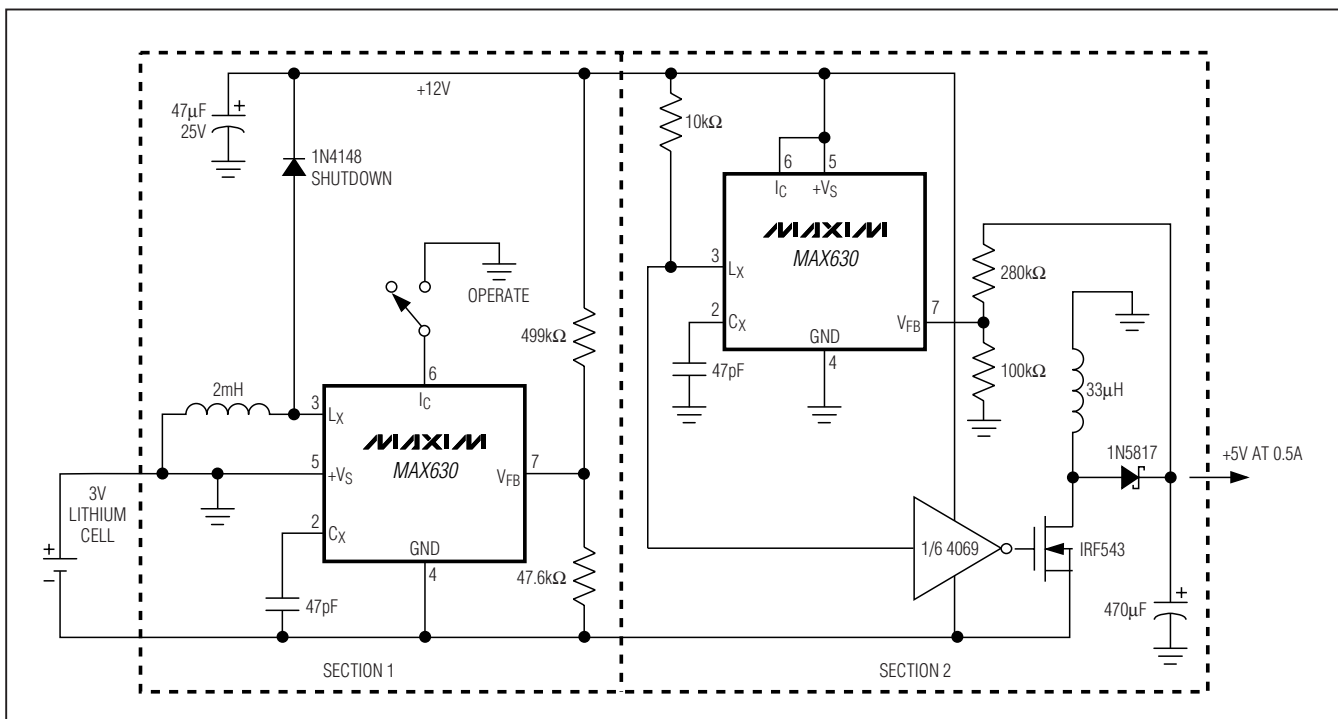 +12V
47μF
25V
+
1N4148
SHUTDOWN
OPERATE
499kΩ
2mH
3
LX
6
IC
MAXIM
MAX630
5
+VS
7
VFB
2
CX
GND
4
3V
LITHIUM
CELL
+
−
47pF
47.6kΩ
SECTION 1
10kΩ
6
IC
5
+VS
MAXIM
MAX630
3
LX
2
CX
GND
4
7
VFB
47pF
280kΩ
100kΩ
33μH
1N5817
+5V AT 0.5A
1/6 4069
IRF543
470μF
+
SECTION 2